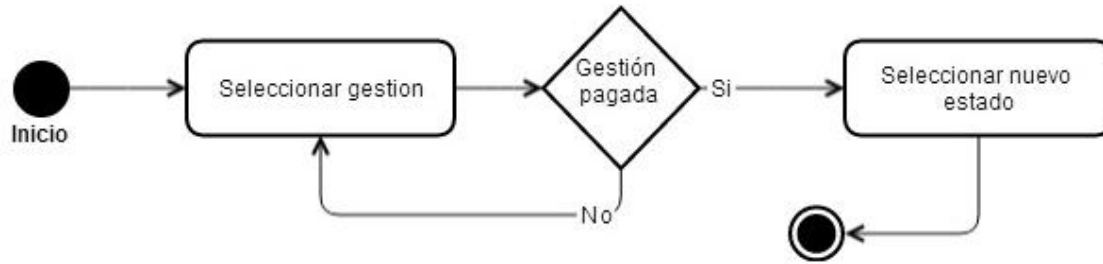 Inicio
Seleccionar gestion
Gestión
pagada
Si
No
Seleccionar nuevo
estado